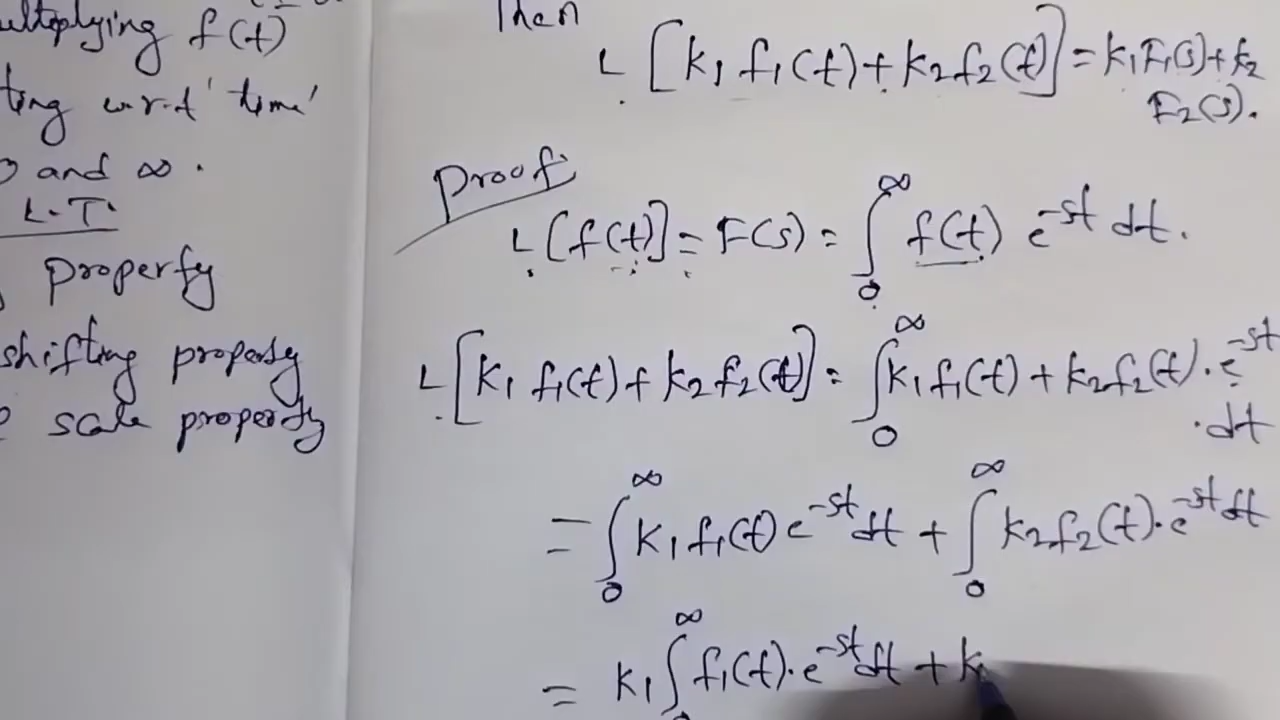 multiplying f(t)
ting w.r.t 'time'
0 and ∞.
L.T.
property
shifting property
scale property
Then
L[k₁ f₁(t) + k₂ f₂(t)] = k₁F₁(s) + k₂
F₂(s).
Proof
L[f(t)] = F(s) = ∫₀^∞ f(t) e^-st dt.
L[k₁ f₁(t) + k₂ f₂(t)] = ∫₀^∞ k₁ f₁(t) + k₂ f₂(t) . e^-st
.dt
= ∫₀^∞ k₁ f₁(t) e^-st dt + ∫₀^∞ k₂ f₂(t) . e^-st dt
= k₁ ∫₀^∞ f₁(t) . e^-st dt + k